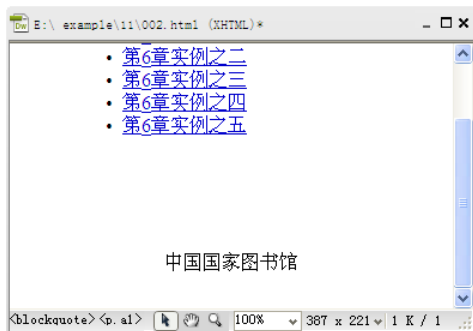 E:\ example\11\002.html (XHTML)*
• 第6章实例之二
• 第6章实例之三
• 第6章实例之四
• 第6章实例之五
中国国家图书馆
<blockquote> <p.a1> 100% 387 x 221 1 K / 1